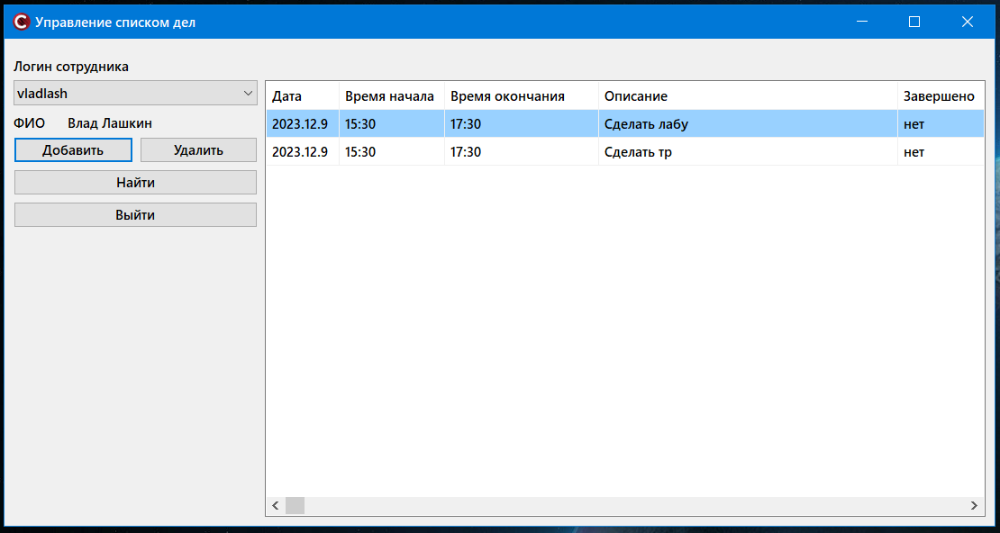 Управление списком дел
Логин сотрудника
vladlash
ФИО Влад Лашкин
Добавить Удалить
Найти
Выйти
Дата Время начала Время окончания Описание Завершено
2023.12.9 15:30 17:30 Сделать лабу нет
2023.12.9 15:30 17:30 Сделать тр нет